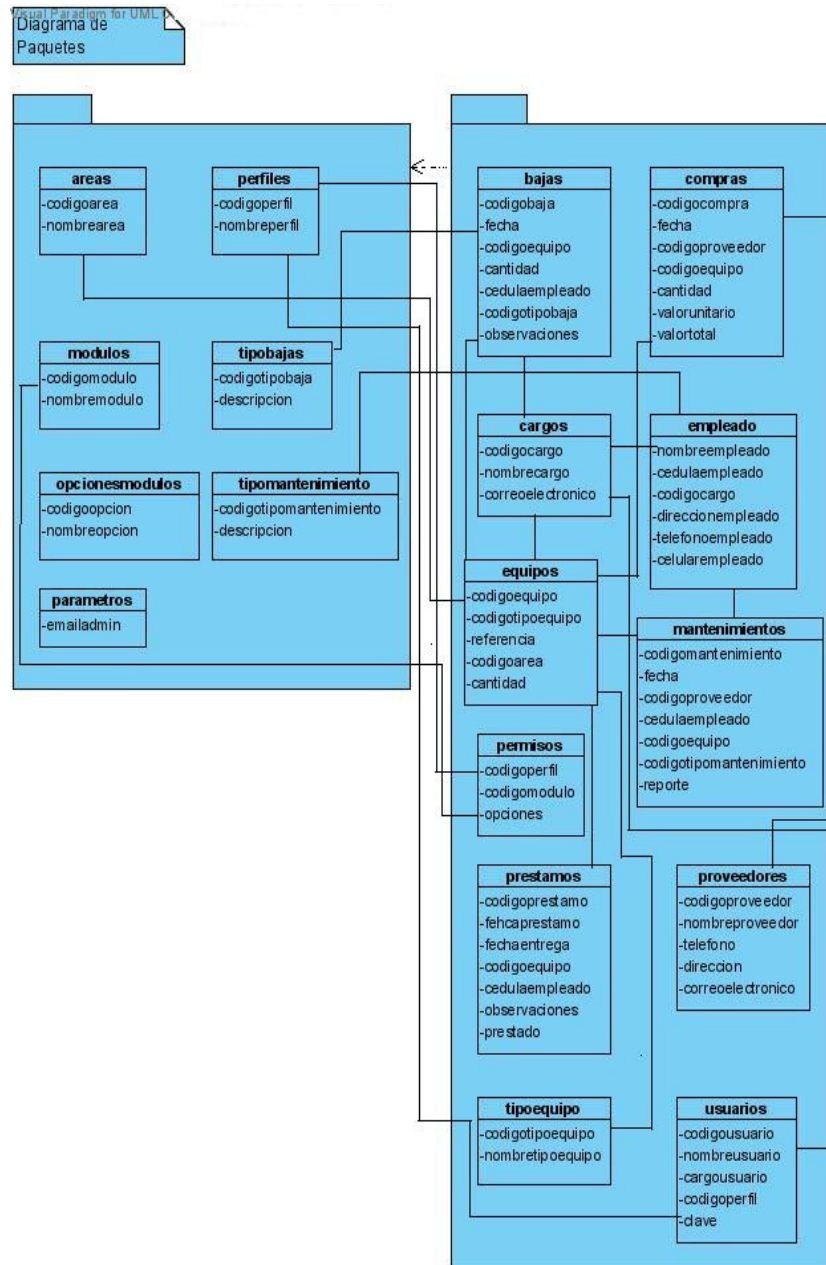 Visual Paradigm for UML
Diagrama de
Paquetes
areas
-codigoarea
-nombrearea
perfiles
-codigoperfil
-nombreperfil
modulos
-codigomodulo
-nombremodulo
tipobajas
-codigotipobaja
-descripcion
opcionesmodulos
-codigoopcion
-nombreopcion
tipomantenimiento
-codigotipomantenimiento
-descripcion
parametros
-emailadmin
bajas
-codigobaja
-fecha
-codigoequipo
-cantidad
-cedulaempleado
-codigotipobaja
-observaciones
compras
-codigocompra
-fecha
-codigoproveedor
-codigoequipo
-cantidad
-valorunitario
-valortotal
cargos
-codigocargo
-nombrecargo
-correoelectronico
empleado
-nombreempleado
-cedulaempleado
-codigocargo
-direccionempleado
-telefonoempleado
-celularempleado
equipos
-codigoequipo
-codigotipoequipo
-referencia
-codigoarea
-cantidad
mantenimientos
-codigomantenimiento
-fecha
-codigoproveedor
-cedulaempleado
-codigoequipo
-codigotipomantenimiento
-reporte
permisos
-codigoperfil
-codigomodulo
-opciones
prestamos
-codigoprestamo
-fehcaprestamo
-fechaentrega
-codigoequipo
-cedulaempleado
-observaciones
-prestado
proveedores
-codigoproveedor
-nombreproveedor
-telefono
-direccion
-correoelectronico
tipoequipo
-codigotipoequipo
-nombretipoequipo
usuarios
-codigousuario
-nombreusuario
-cargousuario
-codigoperfil
-clave